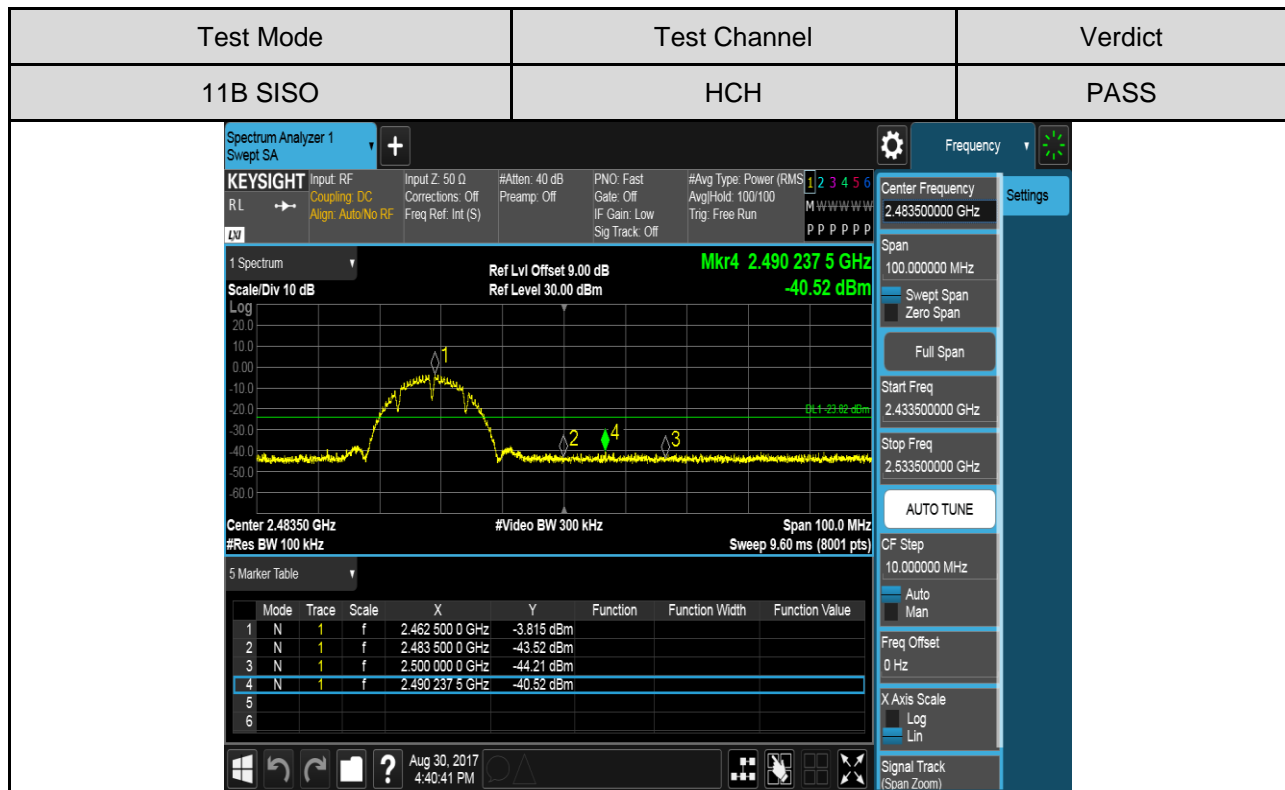 Test Mode Test Channel Verdict
11B SISO HCH PASS
Spectrum Analyzer 1
Swept SA
Frequency
KEYSIGHT Input: RF Input Z: 50 Ω #Atten: 40 dB PNO: Fast #Avg Type: Power (RMS 1 2 3 4 5 6
RL Coupling: DC Corrections: Off Preamp: Off Gate: Off Avg|Hold: 100/100 M W W W W W
Align: Auto/No RF Freq Ref: Int (S) IF Gain: Low Trig: Free Run
LXI Sig Track: Off P P P P P P
1 Spectrum
Ref Lvl Offset 9.00 dB Mkr4 2.490 237 5 GHz
Scale/Div 10 dB Ref Level 30.00 dBm -40.52 dBm
Log
20.0
10.0
0.00
-10.0
-20.0
-30.0
-40.0
-50.0
-60.0
1
DL1 -23.82 dBm
2 4 3
Center 2.48350 GHz #Video BW 300 kHz Span 100.0 MHz
#Res BW 100 kHz Sweep 9.60 ms (8001 pts)
5 Marker Table
Mode Trace Scale X Y Function Function Width Function Value
1 N 1 f 2.462 500 0 GHz -3.815 dBm
2 N 1 f 2.483 500 0 GHz -43.52 dBm
3 N 1 f 2.500 000 0 GHz -44.21 dBm
4 N 1 f 2.490 237 5 GHz -40.52 dBm
5
6
Aug 30, 2017
4:40:41 PM
?
Center Frequency
2.483500000 GHz
Settings
Span
100.000000 MHz
Swept Span
Zero Span
Full Span
Start Freq
2.433500000 GHz
Stop Freq
2.533500000 GHz
AUTO TUNE
CF Step
10.000000 MHz
Auto
Man
Freq Offset
0 Hz
X Axis Scale
Log
Lin
Signal Track
(Span Zoom)